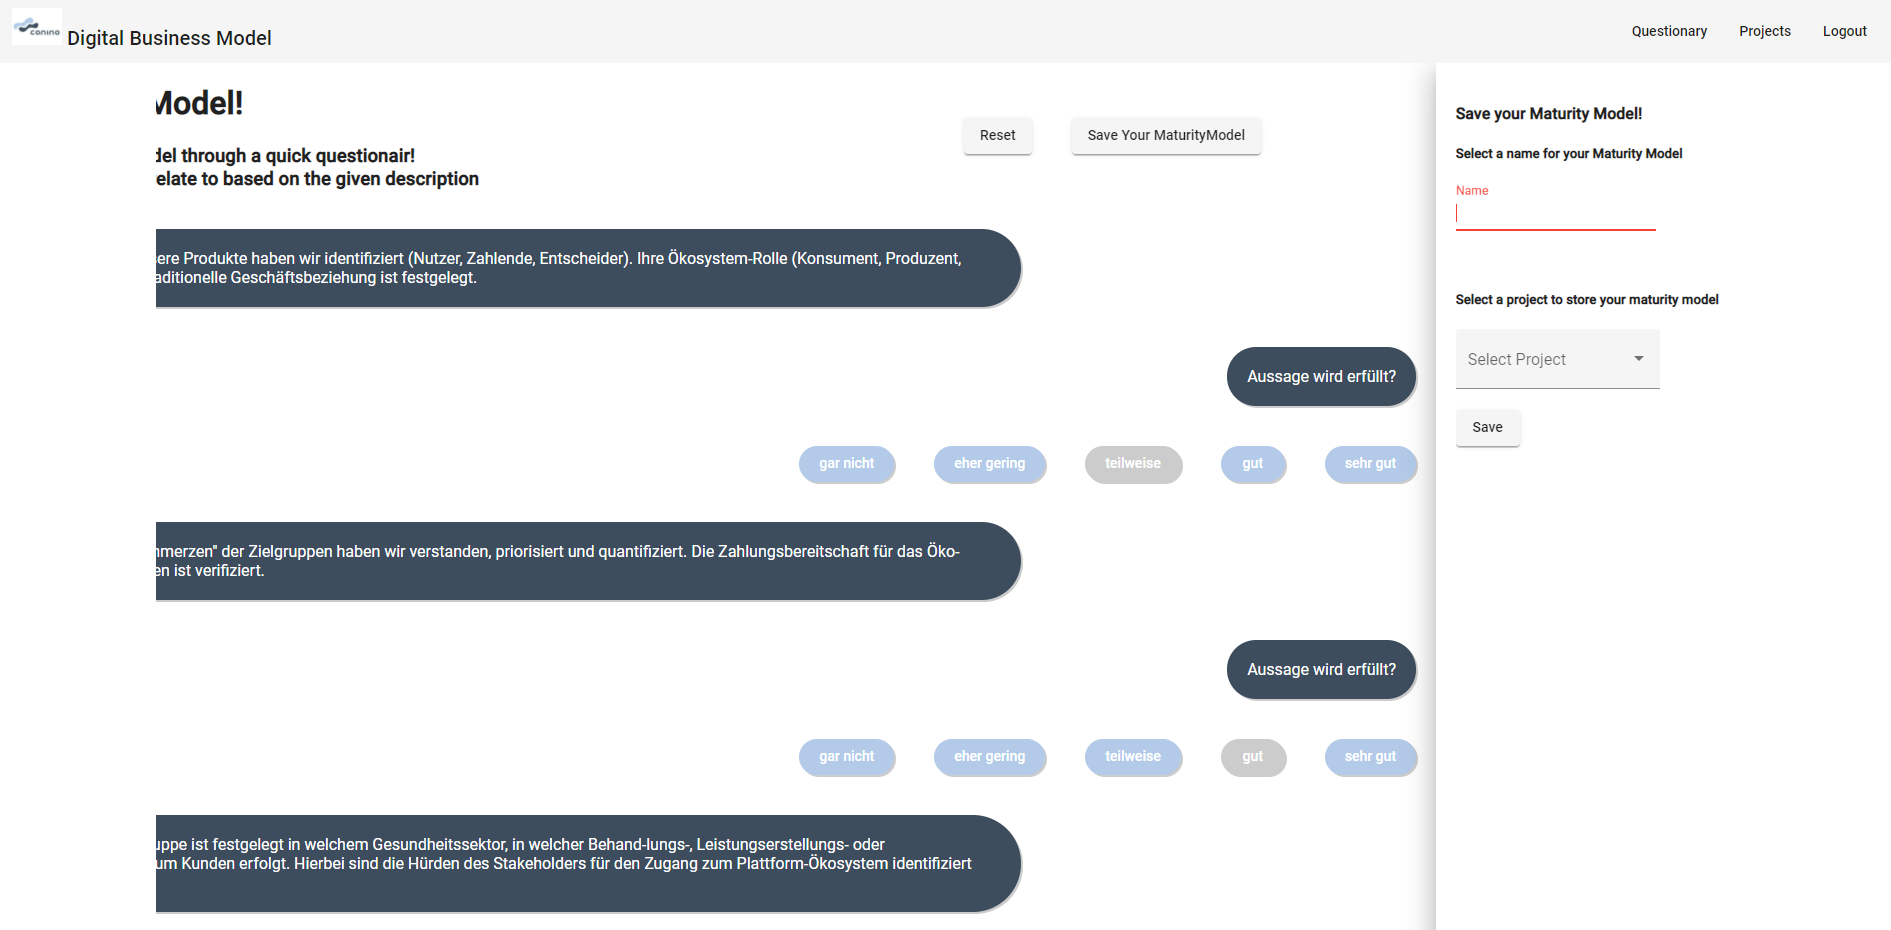 conino
Digital Business Model
Questionary
Projects
Logout
Model!
del through a quick questionair!
elate to based on the given description
Reset
Save Your MaturityModel
sere Produkte haben wir identifiziert (Nutzer, Zahlende, Entscheider). Ihre Ökosystem-Rolle (Konsument, Produzent,
aditionelle Geschäftsbeziehung ist festgelegt.
Aussage wird erfüllt?
gar nicht
eher gering
teilweise
gut
sehr gut
nmerzen" der Zielgruppen haben wir verstanden, priorisiert und quantifiziert. Die Zahlungsbereitschaft für das Öko-
en ist verifiziert.
Aussage wird erfüllt?
gar nicht
eher gering
teilweise
gut
sehr gut
uppe ist festgelegt in welchem Gesundheitssektor, in welcher Behand-lungs-, Leistungserstellungs- oder
um Kunden erfolgt. Hierbei sind die Hürden des Stakeholders für den Zugang zum Plattform-Ökosystem identifiziert
Save your Maturity Model!
Select a name for your Maturity Model
Name
Select a project to store your maturity model
Select Project
Save